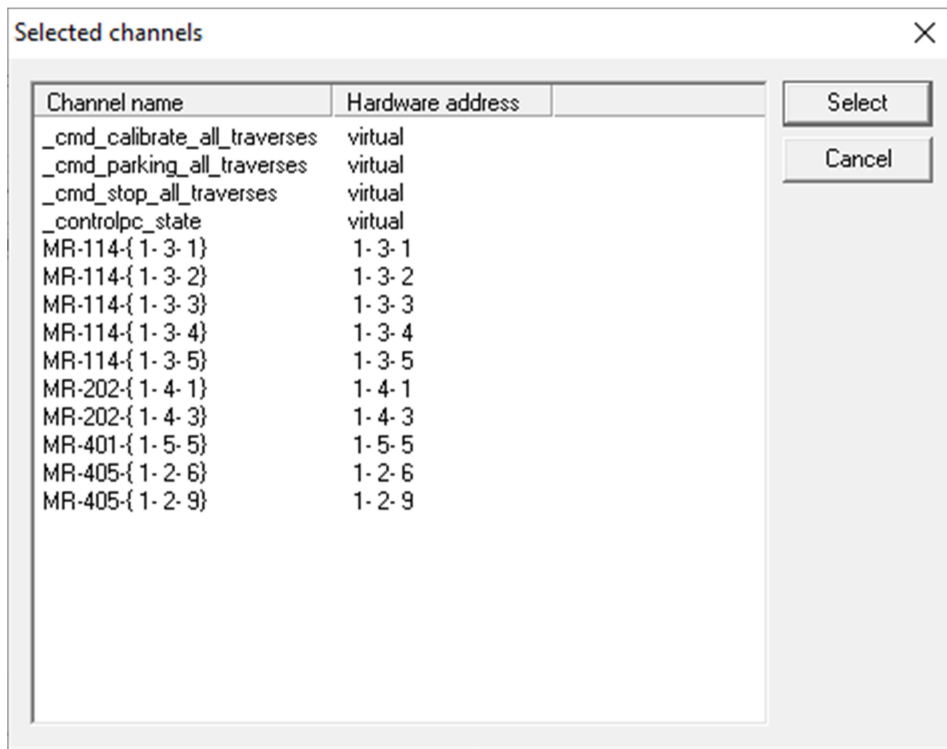 Selected channels
Channel name Hardware address
Select
Cancel
_cmd_calibrate_all_traverses virtual
_cmd_parking_all_traverses virtual
_cmd_stop_all_traverses virtual
_controlpc_state virtual
MR-114-{ 1- 3- 1} 1- 3- 1
MR-114-{ 1- 3- 2} 1- 3- 2
MR-114-{ 1- 3- 3} 1- 3- 3
MR-114-{ 1- 3- 4} 1- 3- 4
MR-114-{ 1- 3- 5} 1- 3- 5
MR-202-{ 1- 4- 1} 1- 4- 1
MR-202-{ 1- 4- 3} 1- 4- 3
MR-401-{ 1- 5- 5} 1- 5- 5
MR-405-{ 1- 2- 6} 1- 2- 6
MR-405-{ 1- 2- 9} 1- 2- 9